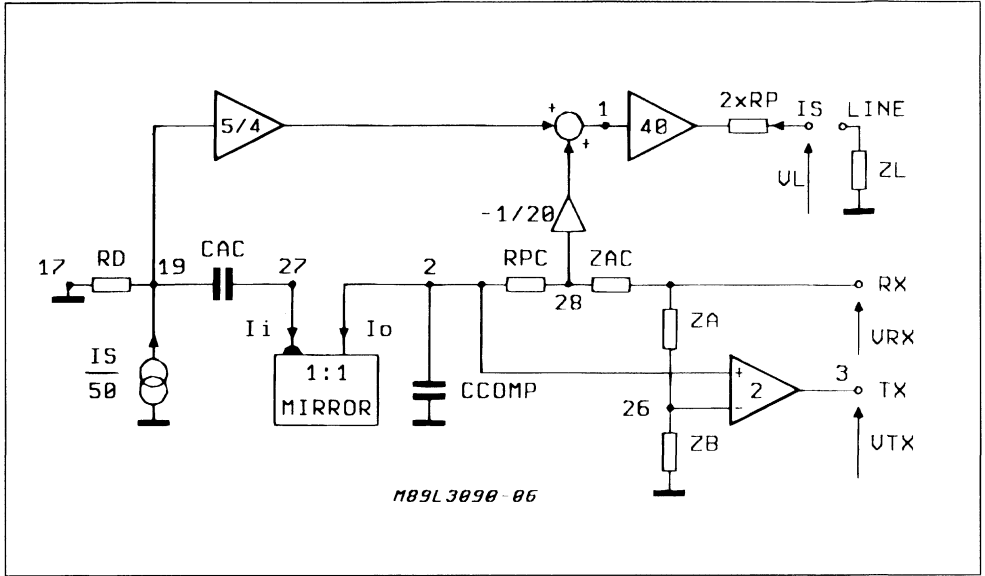 5/4
+
+
1
40
2xRP
IS
LINE
VL
ZL
-1/20
17
RD
19
CAC
27
2
RPC
28
ZAC
RX
VRX
Ii
Io
IS
50
1:1
MIRROR
CCOMP
ZA
+
2
-
3
TX
26
ZB
VTX
M89L3090-06